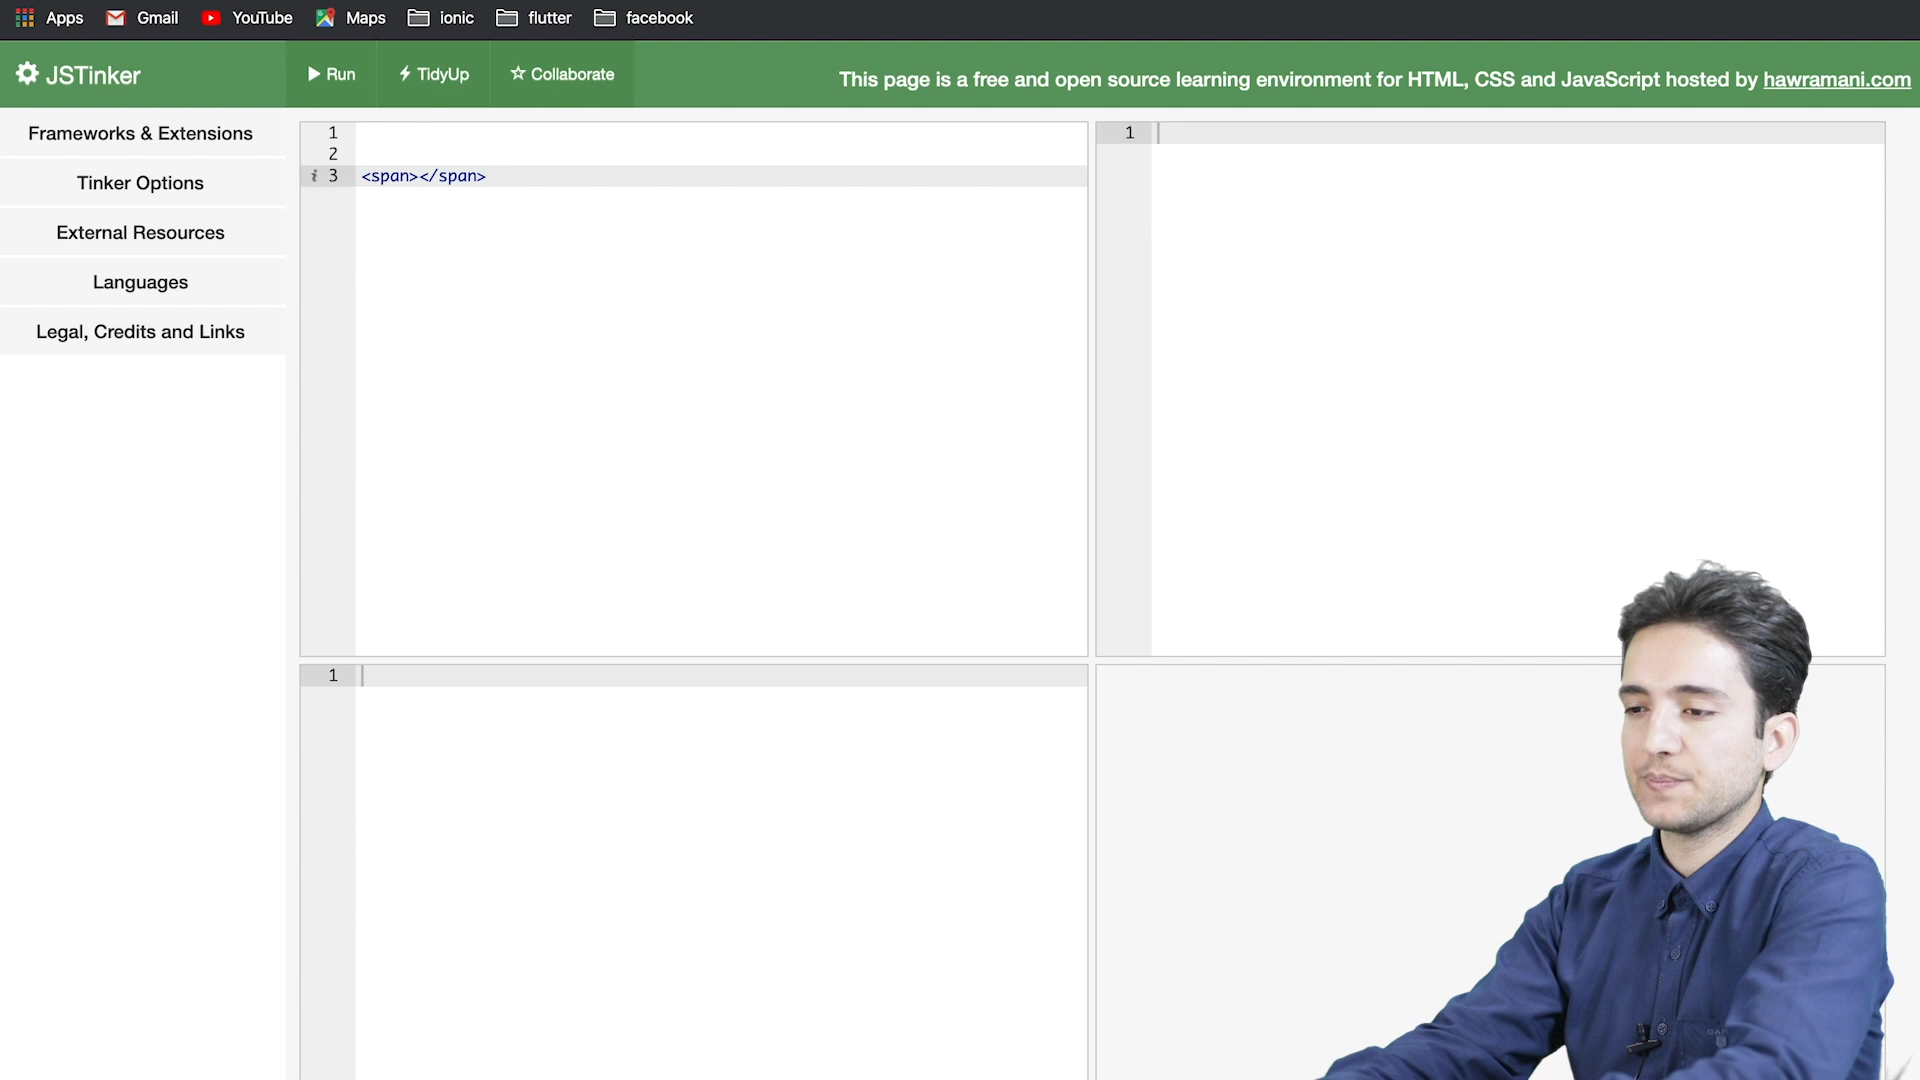 Apps Gmail YouTube Maps ionic flutter facebook
JSTinker Run TidyUp Collaborate This page is a free and open source learning environment for HTML, CSS and JavaScript hosted by hawramani.com
Frameworks & Extensions
Tinker Options
External Resources
Languages
Legal, Credits and Links
1
2
i 3 <span></span>
1
1